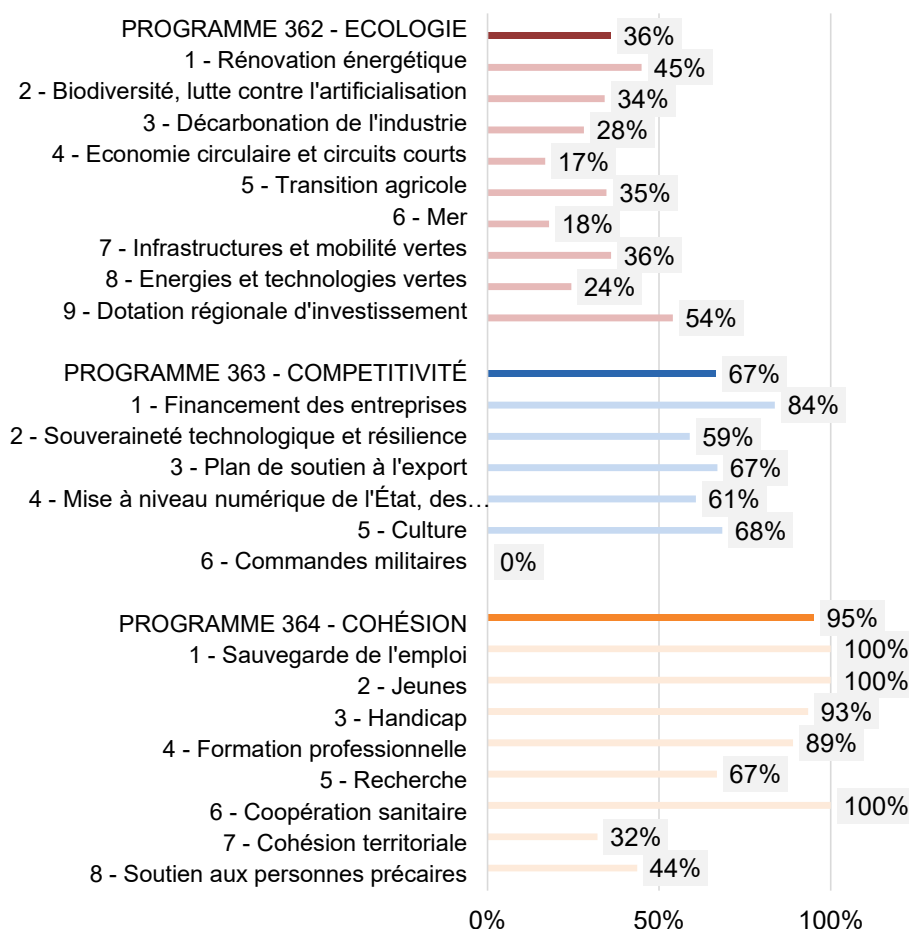 PROGRAMME 362 - ECOLOGIE 36%
1 - Rénovation énergétique 45%
2 - Biodiversité, lutte contre l'artificialisation 34%
3 - Décarbonation de l'industrie 28%
4 - Economie circulaire et circuits courts 17%
5 - Transition agricole 35%
6 - Mer 18%
7 - Infrastructures et mobilité vertes 36%
8 - Energies et technologies vertes 24%
9 - Dotation régionale d'investissement 54%
PROGRAMME 363 - COMPETITIVITÉ 67%
1 - Financement des entreprises 84%
2 - Souveraineté technologique et résilience 59%
3 - Plan de soutien à l'export 67%
4 - Mise à niveau numérique de l'État, des… 61%
5 - Culture 68%
6 - Commandes militaires 0%
PROGRAMME 364 - COHÉSION 95%
1 - Sauvegarde de l'emploi 100%
2 - Jeunes 100%
3 - Handicap 93%
4 - Formation professionnelle 89%
5 - Recherche 67%
6 - Coopération sanitaire 100%
7 - Cohésion territoriale 32%
8 - Soutien aux personnes précaires 44%
0% 50% 100%